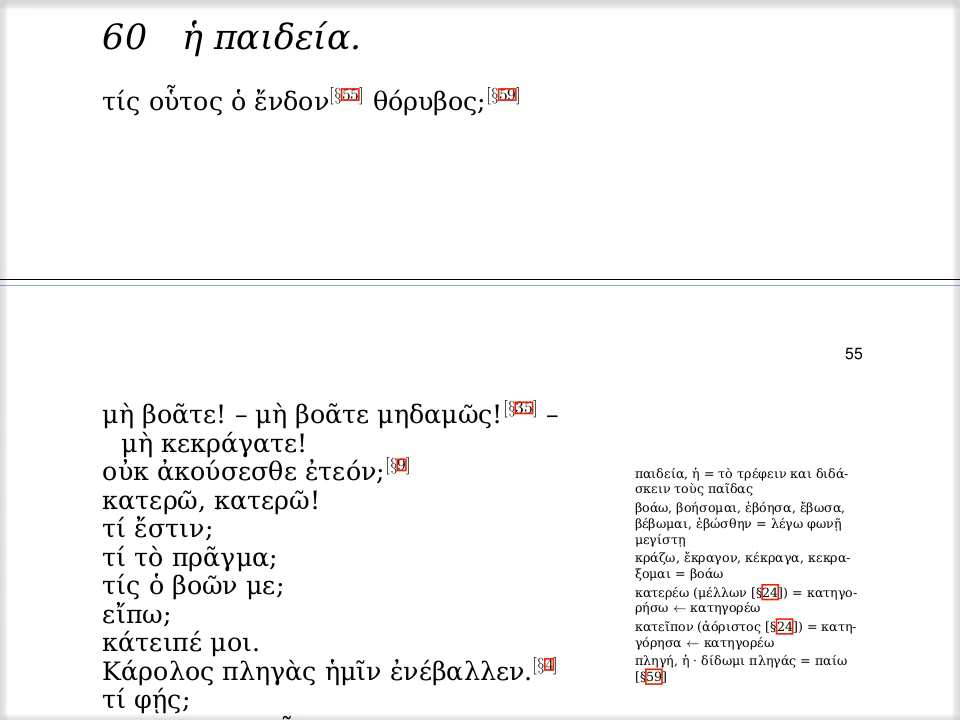 60 ἡ παιδεία.
τίς οὗτος ὁ ἔνδον[§55] θόρυβος;[§59]
55
μὴ βοᾶτε! – μὴ βοᾶτε μηδαμῶς![§35] –
μὴ κεκράγατε!
οὐκ ἀκούσεσθε ἐτεόν;[§9]
κατερῶ, κατερῶ!
τί ἔστιν;
τί τὸ πρᾶγμα;
τίς ὁ βοῶν με;
εἴπω;
κάτειπέ μοι.
Κάρολος πληγὰς ἡμῖν ἐνέβαλλεν.[§4]
τί φῄς;
παιδεία, ἡ = τὸ τρέφειν και διδά-
σκειν τοὺς παῖδας
βοάω, βοήσομαι, ἐβόησα, ἔβωσα,
βέβωμαι, ἐβώσθην = λέγω φωνῇ
μεγίστῃ
κράζω, ἔκραγον, κέκραγα, κεκρα-
ξομαι = βοάω
κατερέω (μέλλων [§24]) = κατηγο-
ρήσω ← κατηγορέω
κατεῖπον (ἀόριστος [§24]) = κατη-
γόρησα ← κατηγορέω
πληγή, ἡ · δίδωμι πληγάς = παίω
[§59]